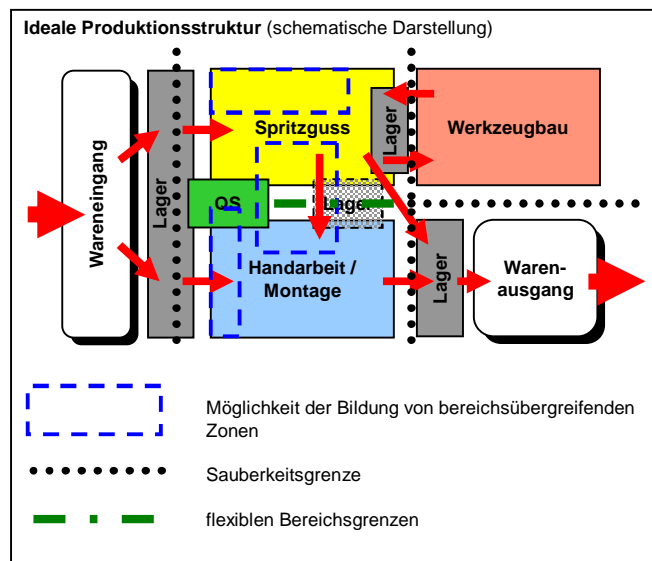 Ideale Produktionsstruktur (schematische Darstellung)
Wareneingang
Lager
Spritzguss
Lager
Werkzeugbau
QS
Lager
Handarbeit /
Montage
Lager
Waren-
ausgang
Möglichkeit der Bildung von bereichsübergreifenden
Zonen
Sauberkeitsgrenze
flexiblen Bereichsgrenzen